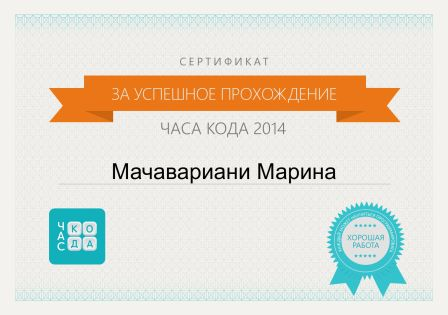 СЕРТИФИКАТ
ЗА УСПЕШНОЕ ПРОХОЖДЕНИЕ
ЧАСА КОДА 2014
Мачавариани Марина
ЧАС
КО
ДА
ХОРОШАЯ
РАБОТА